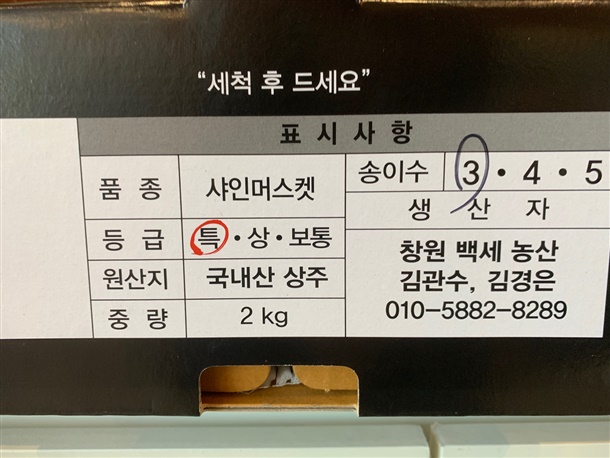 “세척 후 드세요”
표 시 사 항
품 종 샤인머스켓
등 급 특 · 상 · 보통
원산지 국내산 상주
중 량 2 kg
송이수 3 · 4 · 5
생 산 자
창원 백세 농산
김관수, 김경은
010-5882-8289